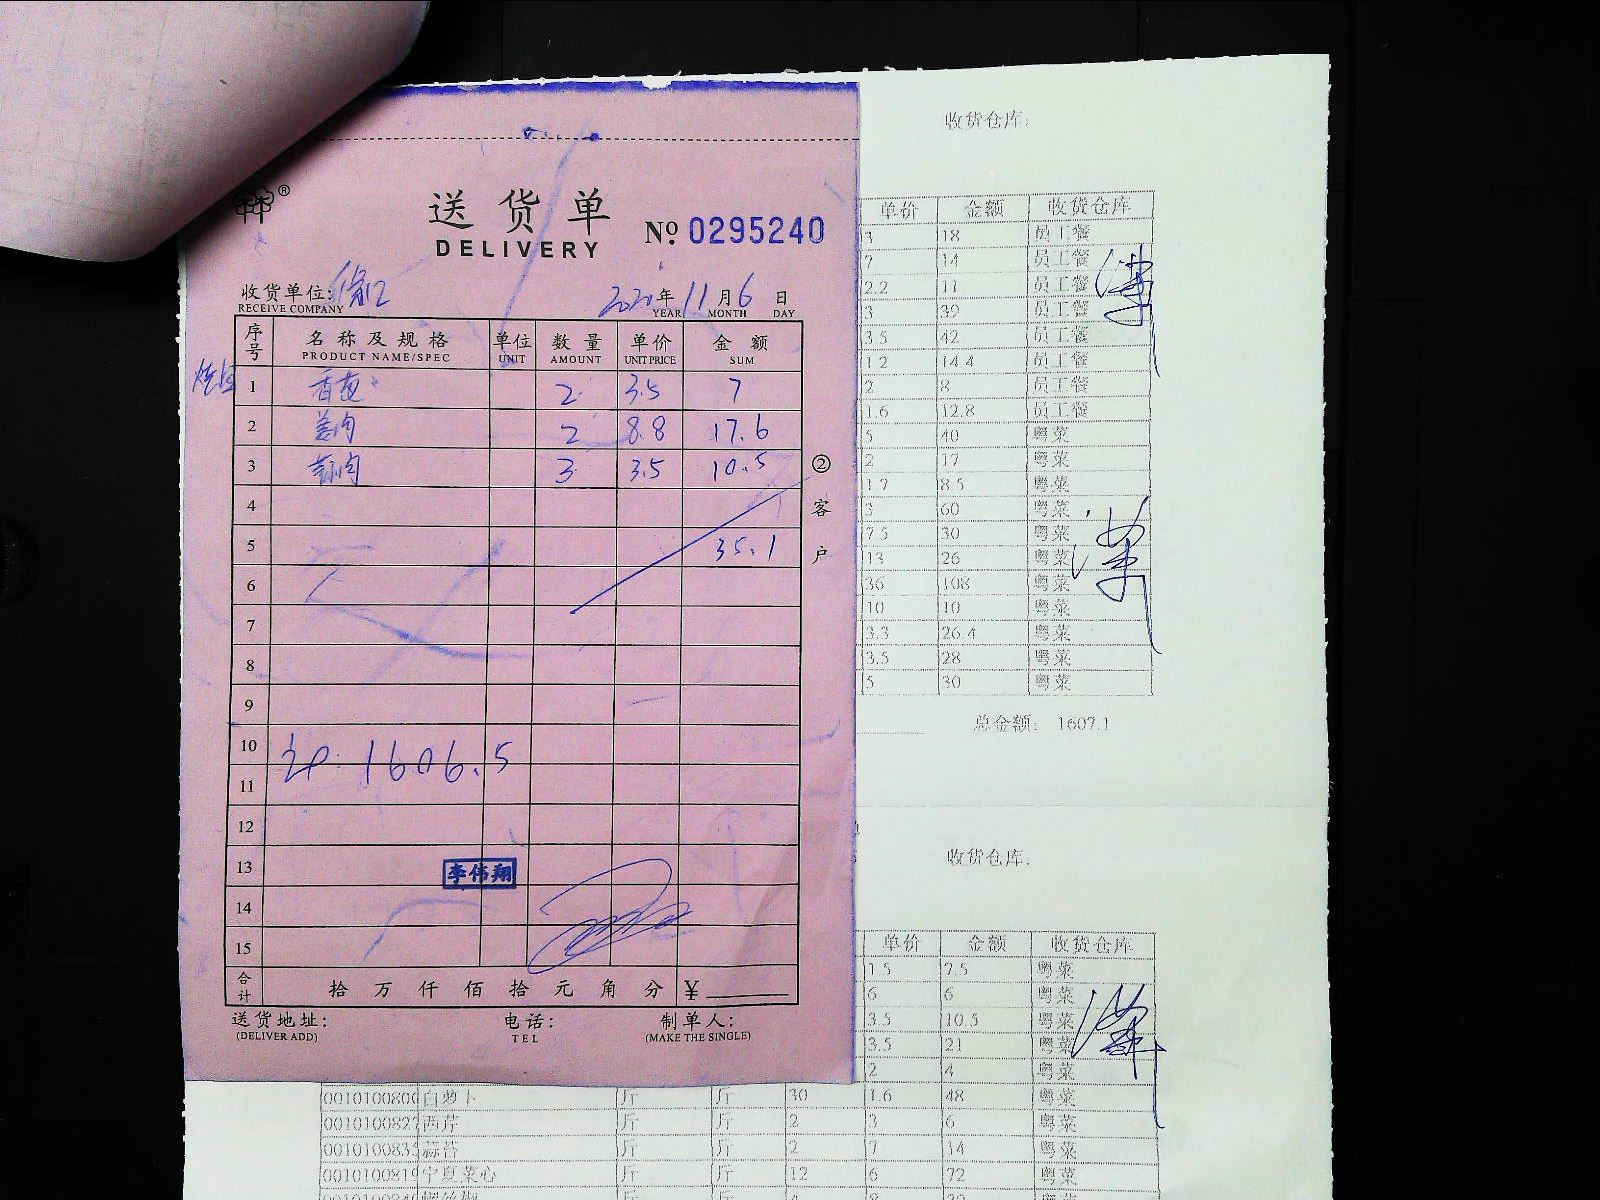 送货单
DELIVERY
№ 0295240
收货单位:
RECEIVE COMPANY
2020年 11月 6日
YEAR MONTH DAY
序号 名称及规格 单位 数量 单价 金额
PRODUCT NAME/SPEC UNIT AMOUNT UNIT PRICE SUM
1 香葱 2 3.5 7
2 姜肉 2 8.8 17.6
3 3 3.5 10.5
4
5 35.1
6
7
8
9
10 1606.5
11
12
13 李伟翔
14
15
合计 拾 万 仟 佰 拾 元 角 分 ¥
送货地址: 电话: 制单人:
(DELIVER ADD) TEL (MAKE THE SINGLE)
② 客户
收货仓库:
单价 金额 收货仓库
3 18 员工餐
7 14 员工餐
2.2 11 员工餐
3 39 员工餐
3.5 42 员工餐
1.2 14.4 员工餐
2 8 员工餐
1.6 12.8 员工餐
5 40 粤菜
2 17 粤菜
1.7 8.5 粤菜
3 60 粤菜
7.5 30 粤菜
13 26 粤菜
36 108 粤菜
10 10 粤菜
3.3 26.4 粤菜
3.5 28 粤菜
5 30 粤菜
总金额: 1607.1
收货仓库:
单价 金额 收货仓库
1.5 7.5 粤菜
6 6 粤菜
3.5 10.5 粤菜
3.5 21 粤菜
2 4 粤菜
白萝卜 斤 斤 30 1.6 48 粤菜
0010100827 西芹 斤 斤 2 3 6 粤菜
001010083 蒜苔 斤 斤 2 7 14 粤菜
001010081 宁夏菜心 斤 斤 12 6 72 粤菜